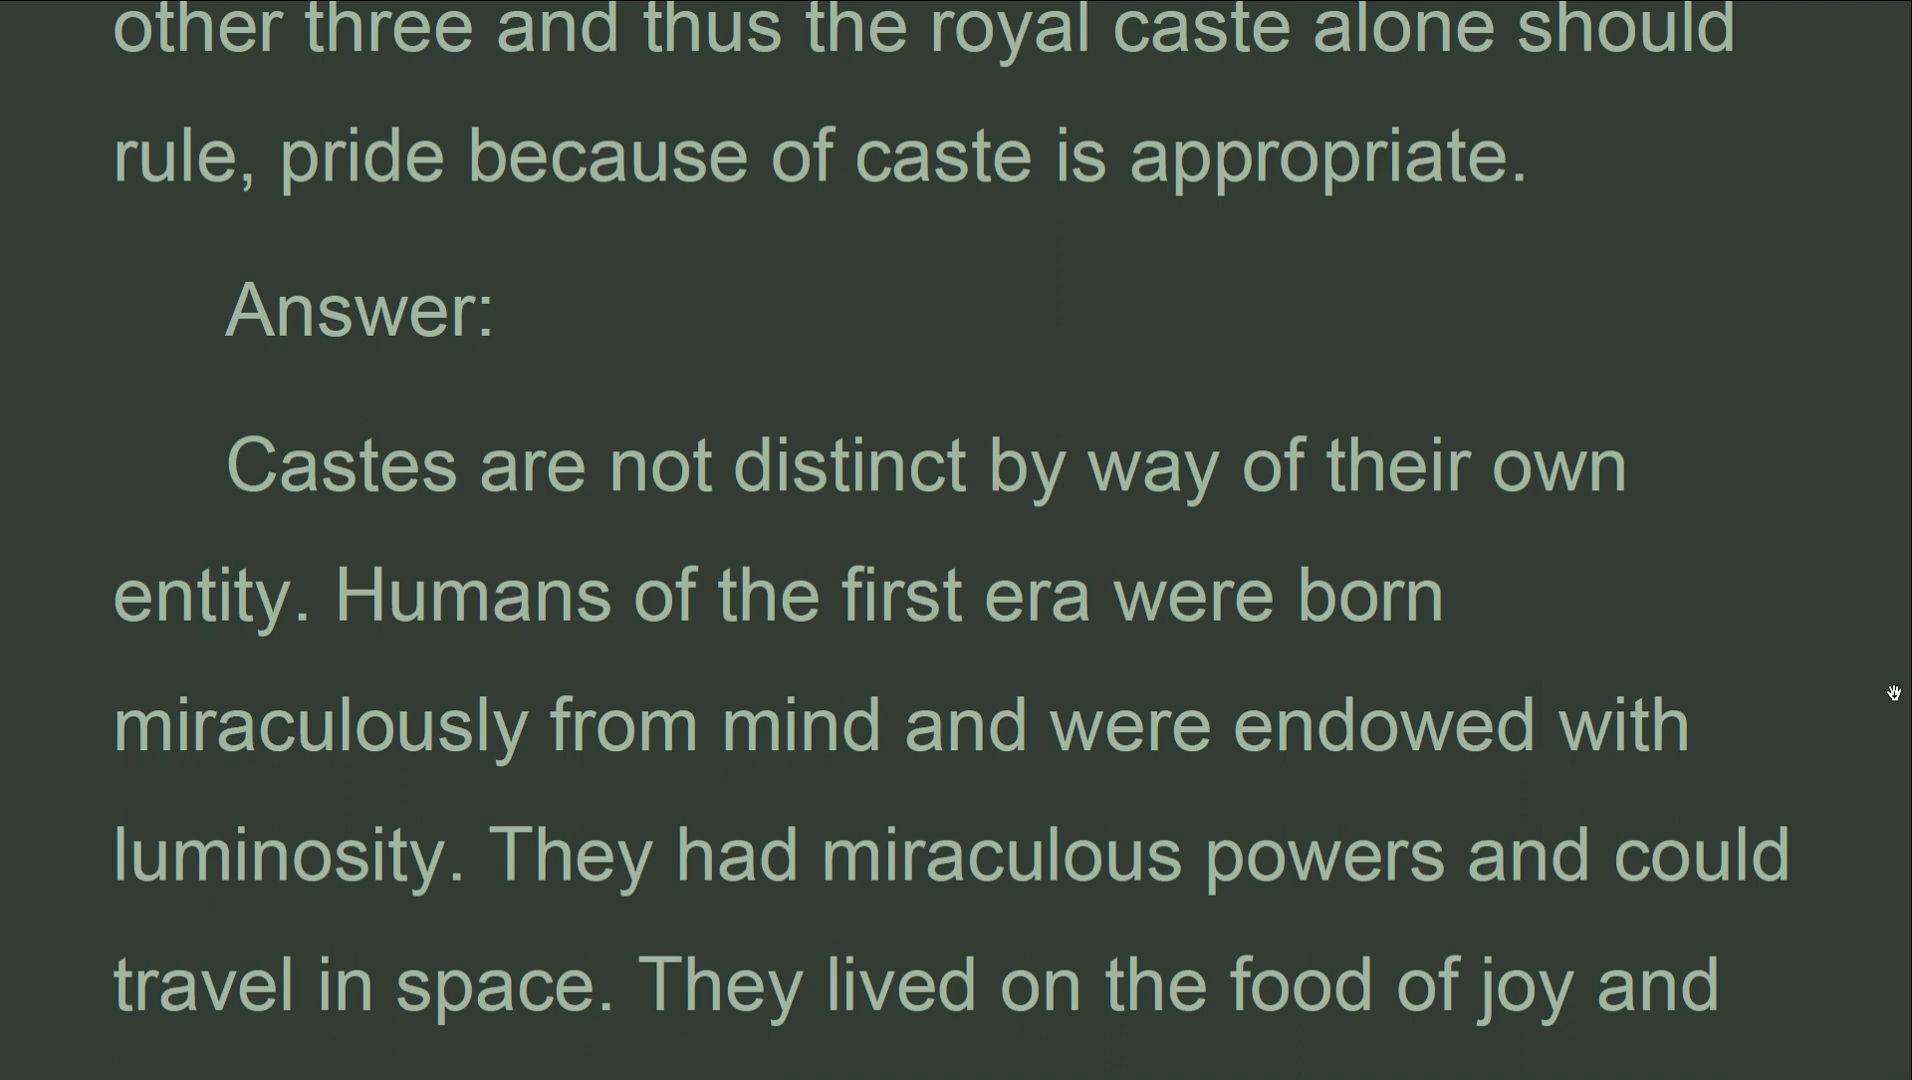 other three and thus the royal caste alone should
rule, pride because of caste is appropriate.
Answer:
Castes are not distinct by way of their own
entity. Humans of the first era were born
miraculously from mind and were endowed with
luminosity. They had miraculous powers and could
travel in space. They lived on the food of joy and